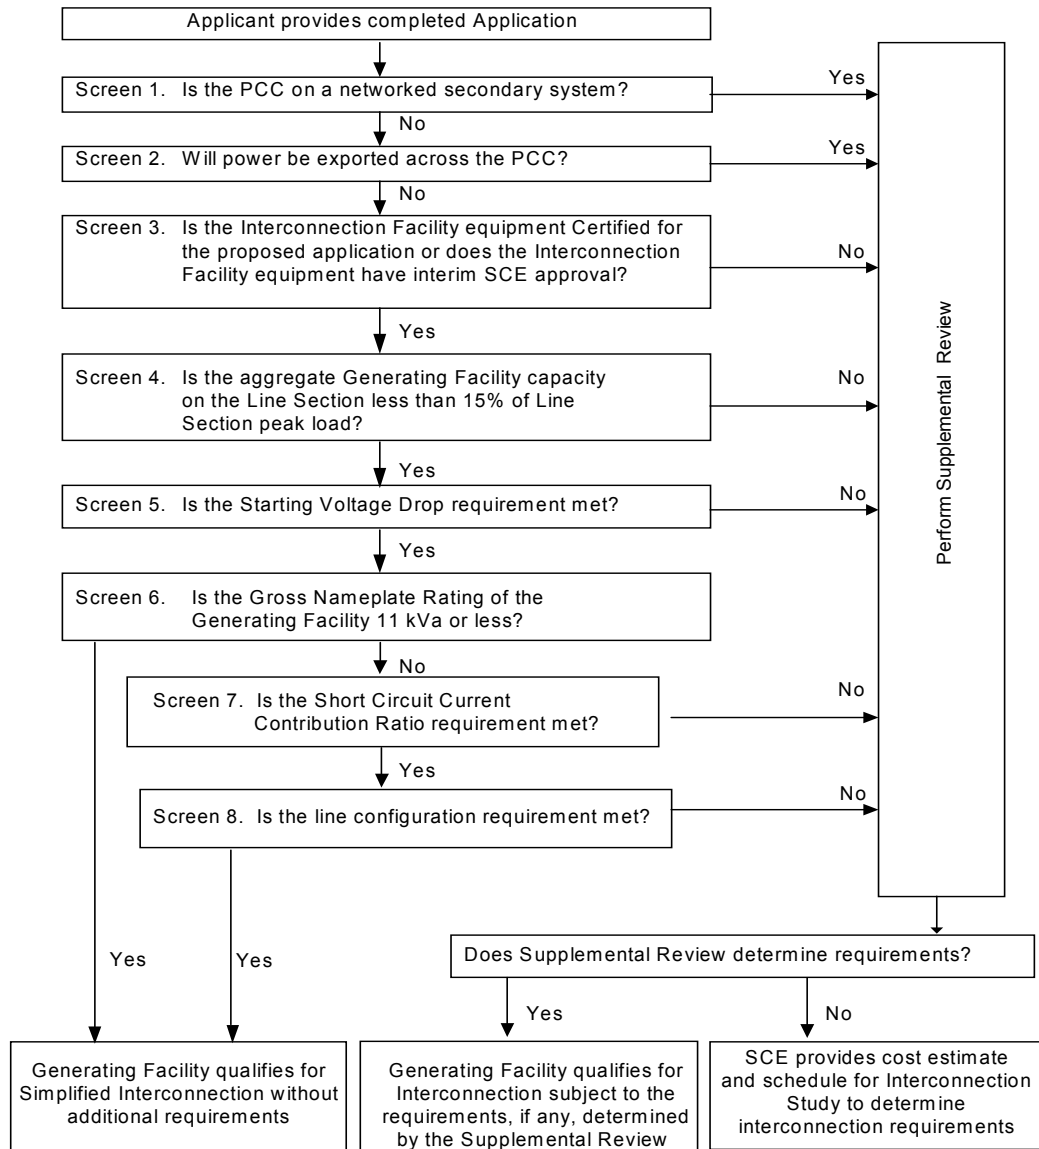 Applicant provides completed Application
Screen 1. Is the PCC on a networked secondary system?
Yes
No
Screen 2. Will power be exported across the PCC?
Yes
No
Screen 3. Is the Interconnection Facility equipment Certified for
the proposed application or does the Interconnection
Facility equipment have interim SCE approval?
No
Yes
Screen 4. Is the aggregate Generating Facility capacity
on the Line Section less than 15% of Line
Section peak load?
No
Yes
Screen 5. Is the Starting Voltage Drop requirement met?
No
Yes
Screen 6. Is the Gross Nameplate Rating of the
Generating Facility 11 kVa or less?
No
Screen 7. Is the Short Circuit Current
Contribution Ratio requirement met?
No
Yes
Screen 8. Is the line configuration requirement met?
No
Perform Supplemental Review
Yes
Yes
Does Supplemental Review determine requirements?
Yes
No
Generating Facility qualifies for
Simplified Interconnection without
additional requirements
Generating Facility qualifies for
Interconnection subject to the
requirements, if any, determined
by the Supplemental Review
SCE provides cost estimate
and schedule for Interconnection
Study to determine
interconnection requirements